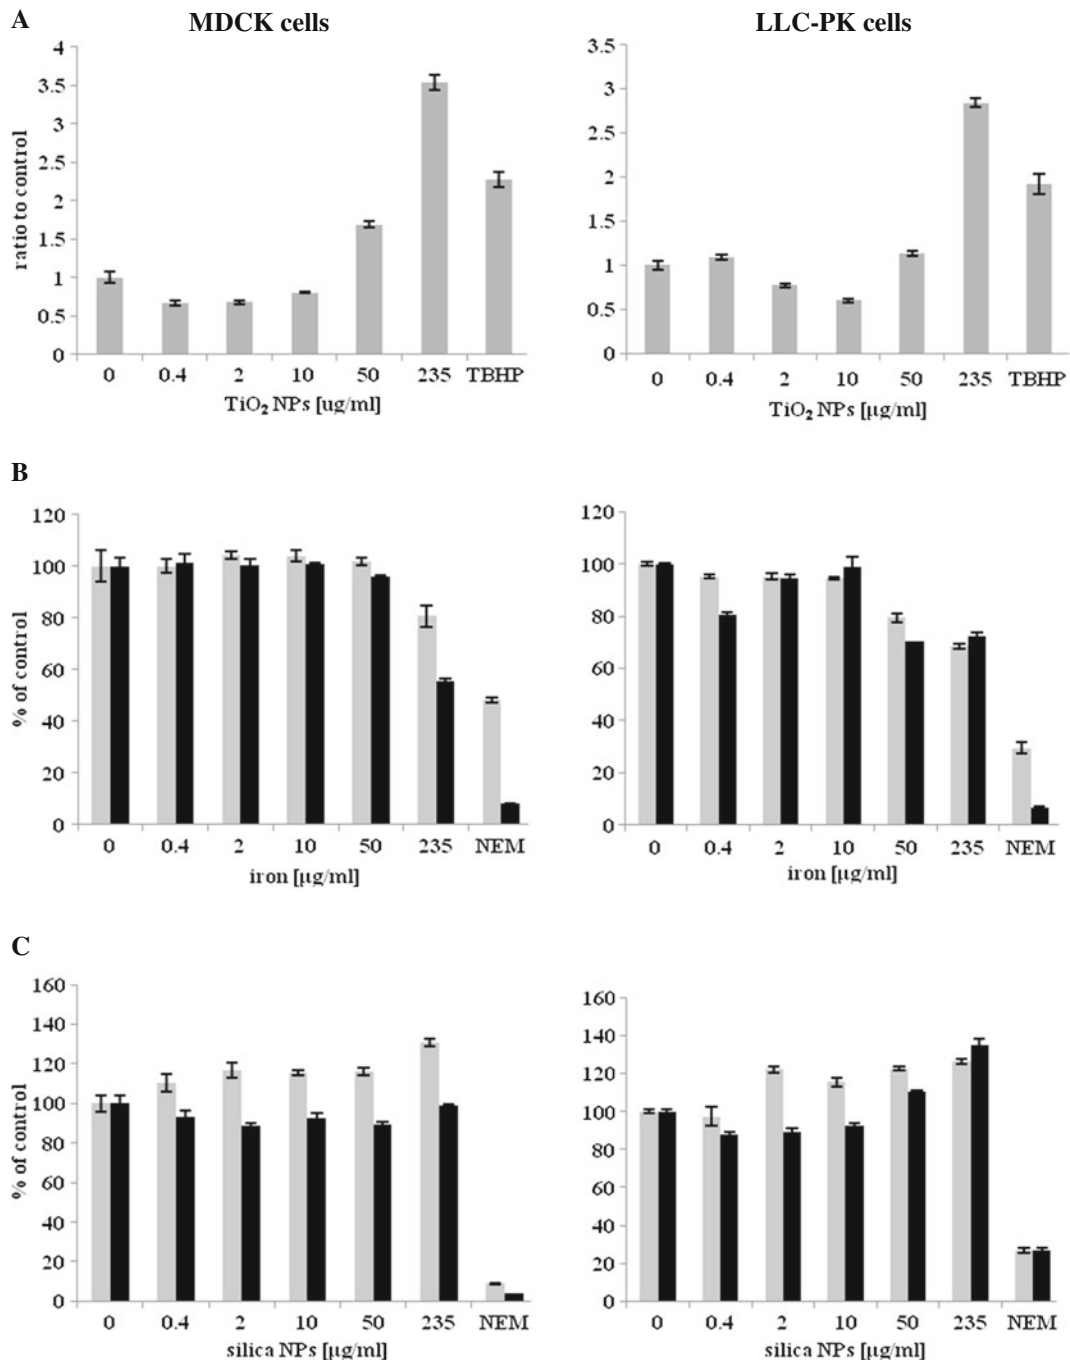 A
MDCK cells
LLC-PK cells
ratio to control
4
3.5
3
2.5
2
1.5
1
0.5
0
0 0.4 2 10 50 235 TBHP
TiO₂ NPs [ug/ml]
3.5
3
2.5
2
1.5
1
0.5
0
0 0.4 2 10 50 235 TBHP
TiO₂ NPs [µg/ml]
B
% of control
120
100
80
60
40
20
0
0 0.4 2 10 50 235 NEM
iron [µg/ml]
120
100
80
60
40
20
0
0 0.4 2 10 50 235 NEM
iron [µg/ml]
C
% of control
160
140
120
100
80
60
40
20
0
0 0.4 2 10 50 235 NEM
silica NPs [µg/ml]
160
140
120
100
80
60
40
20
0
0 0.4 2 10 50 235 NEM
silica NPs [µg/ml]